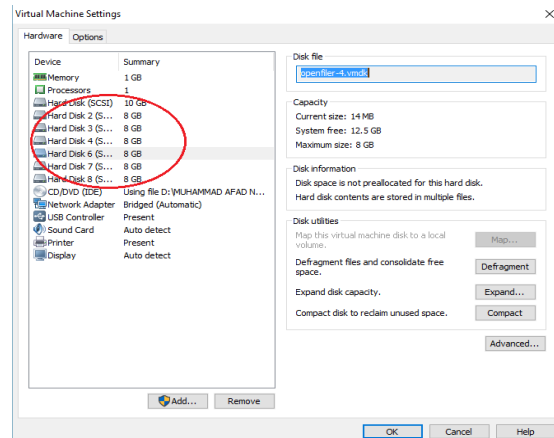 Virtual Machine Settings
Hardware Options
Device Summary
Memory 1 GB
Processors 1
Hard Disk (SCSI) 10 GB
Hard Disk 2 (S... 8 GB
Hard Disk 3 (S... 8 GB
Hard Disk 4 (S... 8 GB
Hard Disk 6 (S... 8 GB
Hard Disk 7 (S... 8 GB
Hard Disk 8 (S... 8 GB
CD/DVD (IDE) Using file D:\MUHAMMAD AFAD N...
Network Adapter Bridged (Automatic)
USB Controller Present
Sound Card Auto detect
Printer Present
Display Auto detect
Add... Remove
Disk file
openfiler-4.vmdk
Capacity
Current size: 14 MB
System free: 12.5 GB
Maximum size: 8 GB
Disk information
Disk space is not preallocated for this hard disk.
Hard disk contents are stored in multiple files.
Disk utilities
Map this virtual machine disk to a local
volume.
Map...
Defragment files and consolidate free
space.
Defragment
Expand disk capacity. Expand...
Compact disk to reclaim unused space. Compact
Advanced...
OK Cancel Help